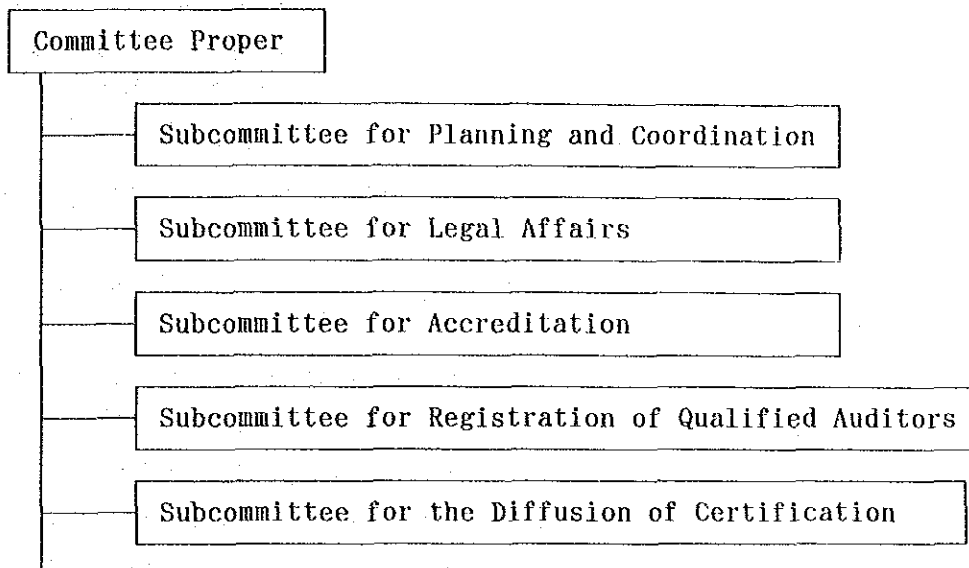 Committee Proper
Subcommittee for Planning and Coordination
Subcommittee for Legal Affairs
Subcommittee for Accreditation
Subcommittee for Registration of Qualified Auditors
Subcommittee for the Diffusion of Certification